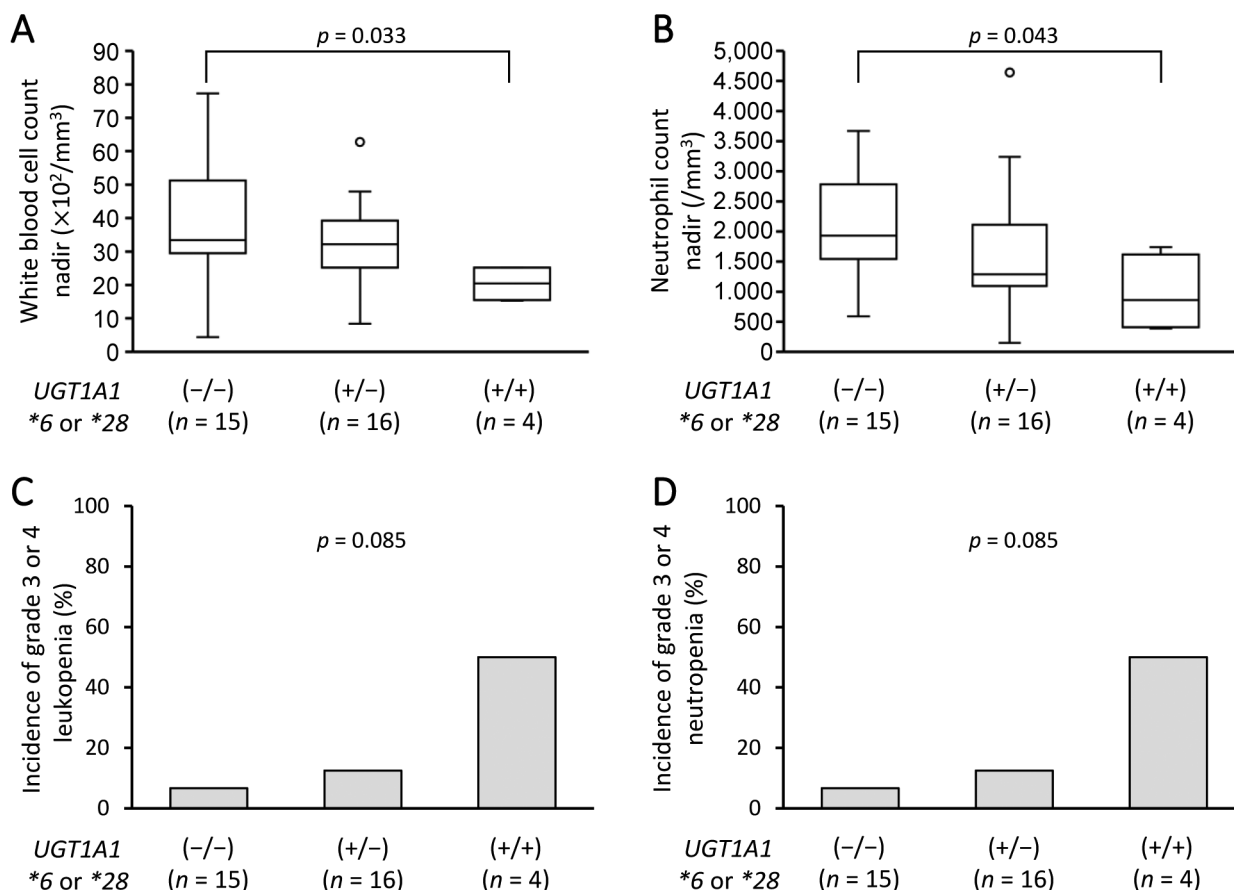 A
p = 0.033
White blood cell count
nadir (×10²/mm³)
90
80
70
60
50
40
30
20
10
0
UGT1A1
*6 or *28
(−/−)
(n = 15)
(+/−)
(n = 16)
(+/+)
(n = 4)
B
p = 0.043
Neutrophil count
nadir (/mm³)
5,000
4.500
4.000
3.500
3.000
2.500
2.000
1.500
1.000
500
0
UGT1A1
*6 or *28
(−/−)
(n = 15)
(+/−)
(n = 16)
(+/+)
(n = 4)
C
p = 0.085
Incidence of grade 3 or 4
leukopenia (%)
100
80
60
40
20
0
UGT1A1
*6 or *28
(−/−)
(n = 15)
(+/−)
(n = 16)
(+/+)
(n = 4)
D
p = 0.085
Incidence of grade 3 or 4
neutropenia (%)
100
80
60
40
20
0
UGT1A1
*6 or *28
(−/−)
(n = 15)
(+/−)
(n = 16)
(+/+)
(n = 4)